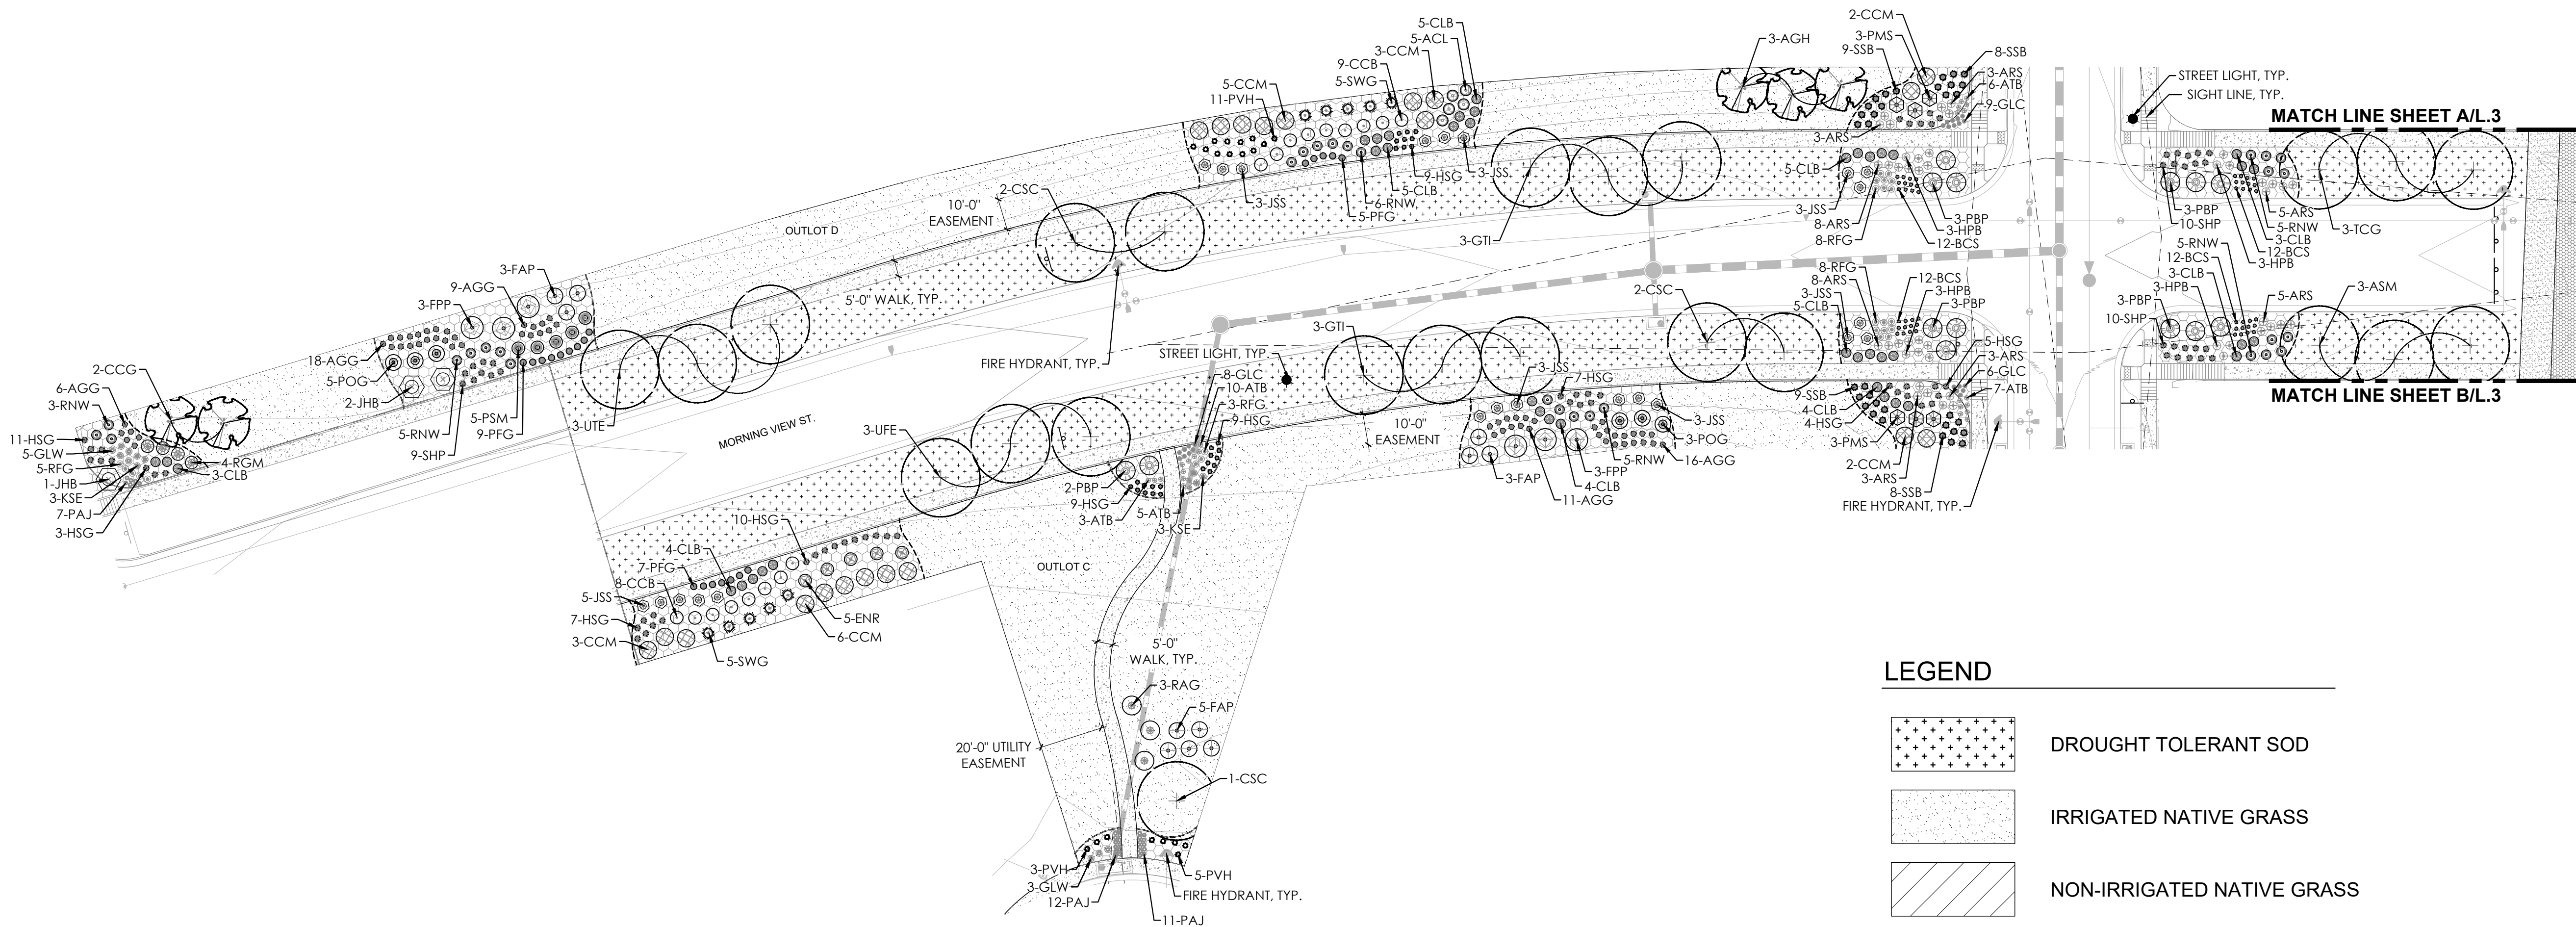 5-CLB
5-ACL
3-CCM
9-CCB
5-SWG
5-CCM
11-PVH
3-AGH
2-CCM
3-PMS
9-SSB
8-SSB
3-ARS
6-ATB
9-GLC
3-ARS
STREET LIGHT, TYP.
SIGHT LINE, TYP.
MATCH LINE SHEET A/L.3
2-CSC
10'-0"
EASEMENT
OUTLOT D
3-JSS
9-HSG
3-JSS
5-CLB
6-RNW
5-PFG
3-GTI
5-CLB
3-JSS
8-ARS
8-RFG
3-PBP
3-HPB
12-BCS
3-PBP
10-SHP
5-ARS
5-RNW
3-CLB
12-BCS
3-HPB
3-TCG
3-FAP
9-AGG
3-FPP
5'-0" WALK, TYP.
18-AGG
5-POG
2-JHB
5-RNW
9-SHP
5-PSM
9-PFG
3-UTE
FIRE HYDRANT, TYP.
2-CSC
3-GTI
STREET LIGHT, TYP.
8-RFG
8-ARS
3-JSS
5-CLB
12-BCS
3-HPB
3-PBP
5-RNW
12-BCS
3-CLB
3-HPB
3-PBP
10-SHP
5-ARS
3-ASM
MATCH LINE SHEET B/L.3
2-CCG
6-AGG
3-RNW
11-HSG
5-GLW
5-RFG
1-JHB
3-KSE
7-PAJ
3-HSG
4-RGM
3-CLB
MORNING VIEW ST.
3-UFE
8-GLC
10-ATB
3-RFG
9-HSG
10'-0"
EASEMENT
3-JSS
7-HSG
3-JSS
3-POG
16-AGG
5-RNW
3-FPP
4-CLB
11-AGG
3-FAP
5-HSG
3-ARS
6-GLC
7-ATB
9-SSB
4-CLB
4-HSG
3-PMS
2-CCM
3-ARS
8-SSB
FIRE HYDRANT, TYP.
2-PBP
9-HSG
3-ATB
5-ATB
3-KSE
10-HSG
4-CLB
7-PFG
8-CCB
5-JSS
7-HSG
3-CCM
5-ENR
6-CCM
5-SWG
OUTLOT C
5'-0"
WALK, TYP.
3-RAG
5-FAP
20'-0" UTILITY
EASEMENT
1-CSC
3-PVH
3-GLW
12-PAJ
5-PVH
FIRE HYDRANT, TYP.
11-PAJ
LEGEND
DROUGHT TOLERANT SOD
IRRIGATED NATIVE GRASS
NON-IRRIGATED NATIVE GRASS